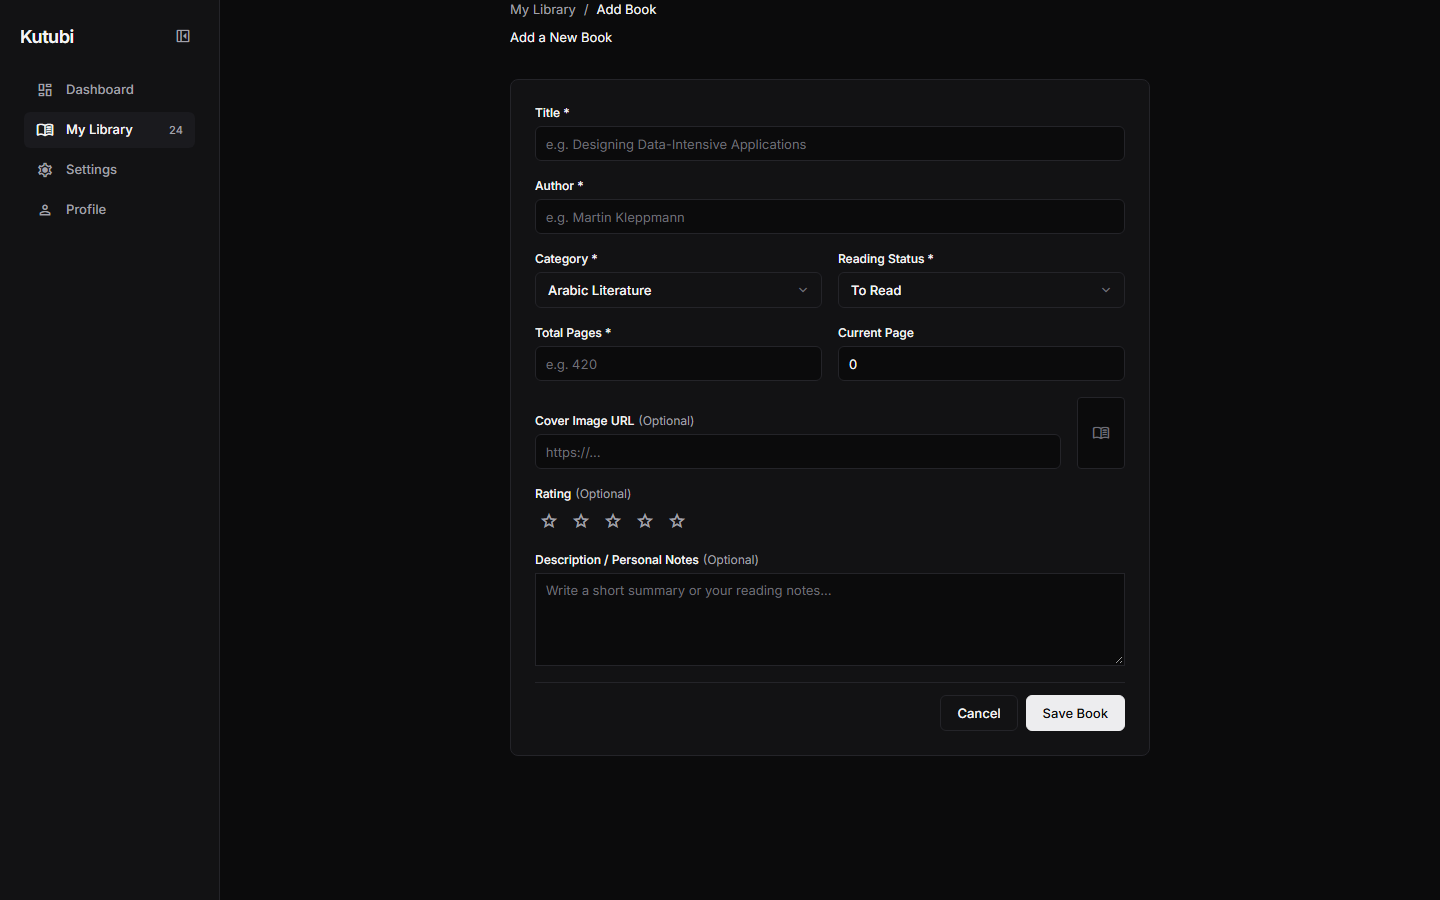 Kutubi
Dashboard
My Library 24
Settings
Profile
My Library / Add Book
Add a New Book
Title *
e.g. Designing Data-Intensive Applications
Author *
e.g. Martin Kleppmann
Category * Reading Status *
Arabic Literature To Read
Total Pages * Current Page
e.g. 420 0
Cover Image URL (Optional)
https://...
Rating (Optional)
Description / Personal Notes (Optional)
Write a short summary or your reading notes...
Cancel Save Book